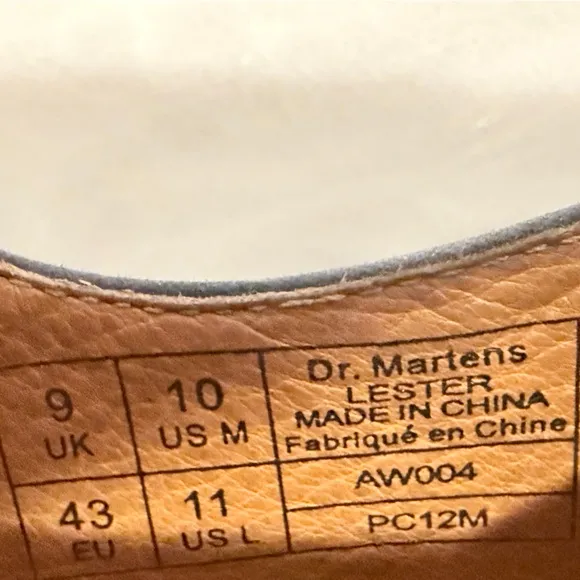 9
UK
10
US M
43
EU
11
US L
Dr. Martens
LESTER
MADE IN CHINA
Fabriqué en Chine
AW004
PC12M